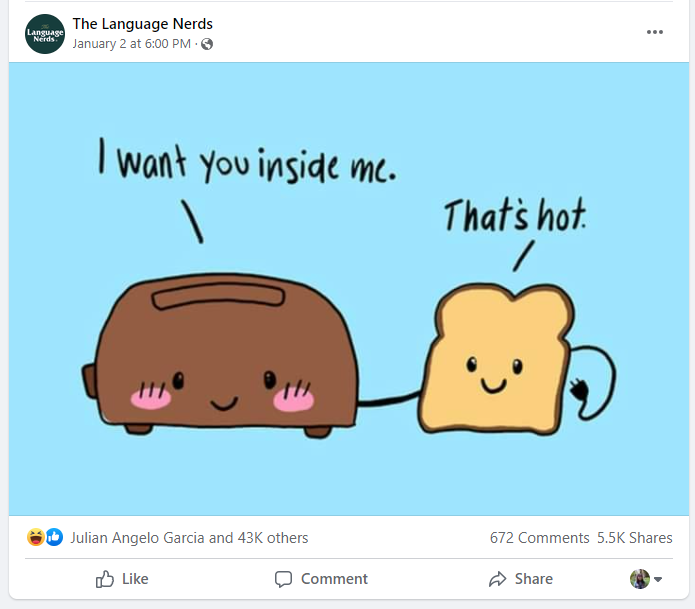 The Language Nerds
January 2 at 6:00 PM ·
The
Language
Nerds.
I want you inside me.
That's hot.
Julian Angelo Garcia and 43K others
672 Comments 5.5K Shares
Like
Comment
Share